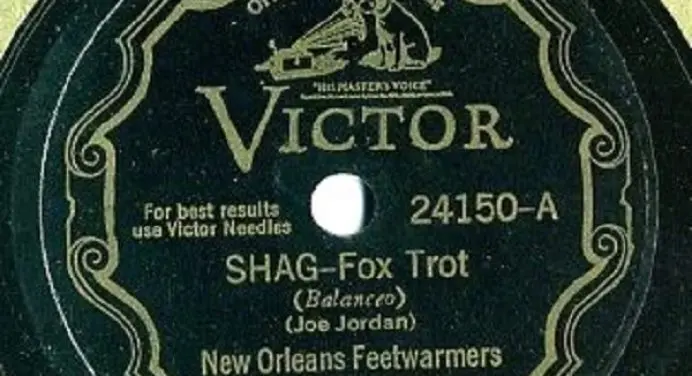 "HIS MASTER'S VOICE"
VICTOR
For best results
use Victor Needles
24150-A
SHAG-Fox Trot
(Balanceo)
(Joe Jordan)
New Orleans Feetwarmers